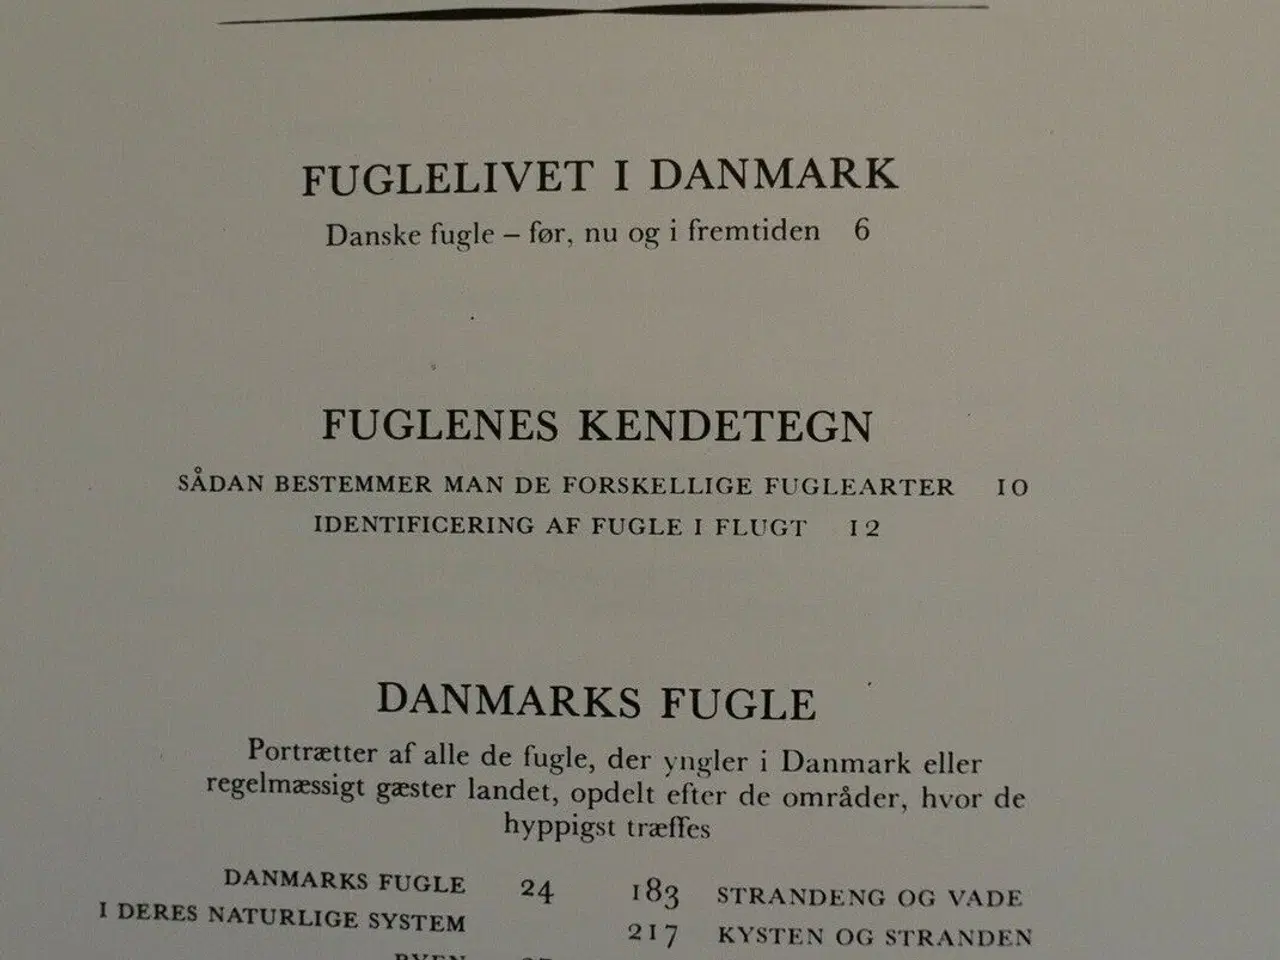 FUGLELIVET I DANMARK
Danske fugle – før, nu og i fremtiden 6
FUGLENES KENDETEGN
SÅDAN BESTEMMER MAN DE FORSKELLIGE FUGLEARTER 10
IDENTIFICERING AF FUGLE I FLUGT 12
DANMARKS FUGLE
Portrætter af alle de fugle, der yngler i Danmark eller
regelmæssigt gæster landet, opdelt efter de områder, hvor de
hyppigst træffes
DANMARKS FUGLE 24
I DERES NATURLIGE SYSTEM
183 STRANDENG OG VADE
217 KYSTEN OG STRANDEN